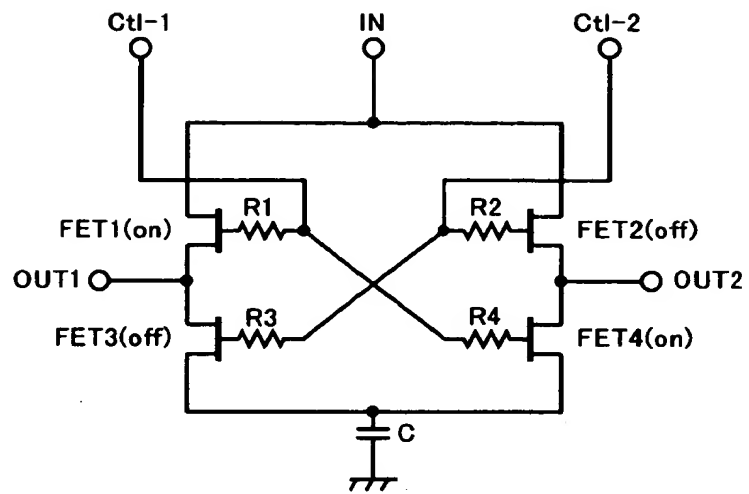 Ctl-1
IN
Ctl-2
R1
R2
FET1(on)
FET2(off)
OUT1
OUT2
R3
R4
FET3(off)
FET4(on)
C